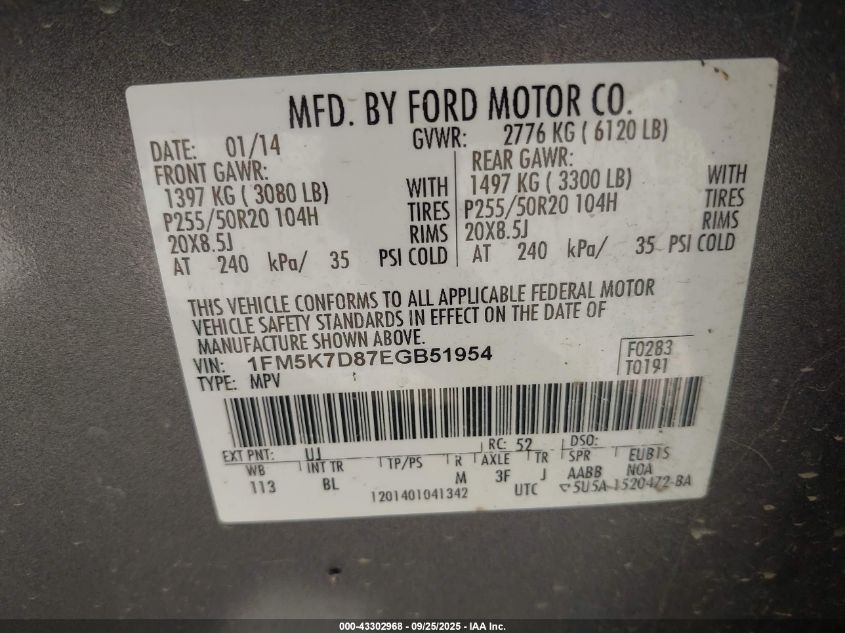 MFD. BY FORD MOTOR CO.
DATE: 01/14 GVWR: 2776 KG ( 6120 LB)
FRONT GAWR: REAR GAWR:
1397 KG ( 3080 LB) WITH 1497 KG ( 3300 LB) WITH
P255/50R20 104H TIRES P255/50R20 104H TIRES
20X8.5J RIMS 20X8.5J RIMS
AT 240 kPa/ 35 PSI COLD AT 240 kPa/ 35 PSI COLD
THIS VEHICLE CONFORMS TO ALL APPLICABLE FEDERAL MOTOR
VEHICLE SAFETY STANDARDS IN EFFECT ON THE DATE OF
MANUFACTURE SHOWN ABOVE.
VIN: 1FM5K7D87EGB51954 F0283
TYPE: MPV T0191
EXT PNT: UJ RC: 52 DSO:
WB INT TR TP/PS R AXLE TR SPR EUB1S
113 BL M 3F J AABB NOA
1201401041342 UTC 5U5A-1520472-BA
000-43302968 - 09/25/2025 - IAA Inc.